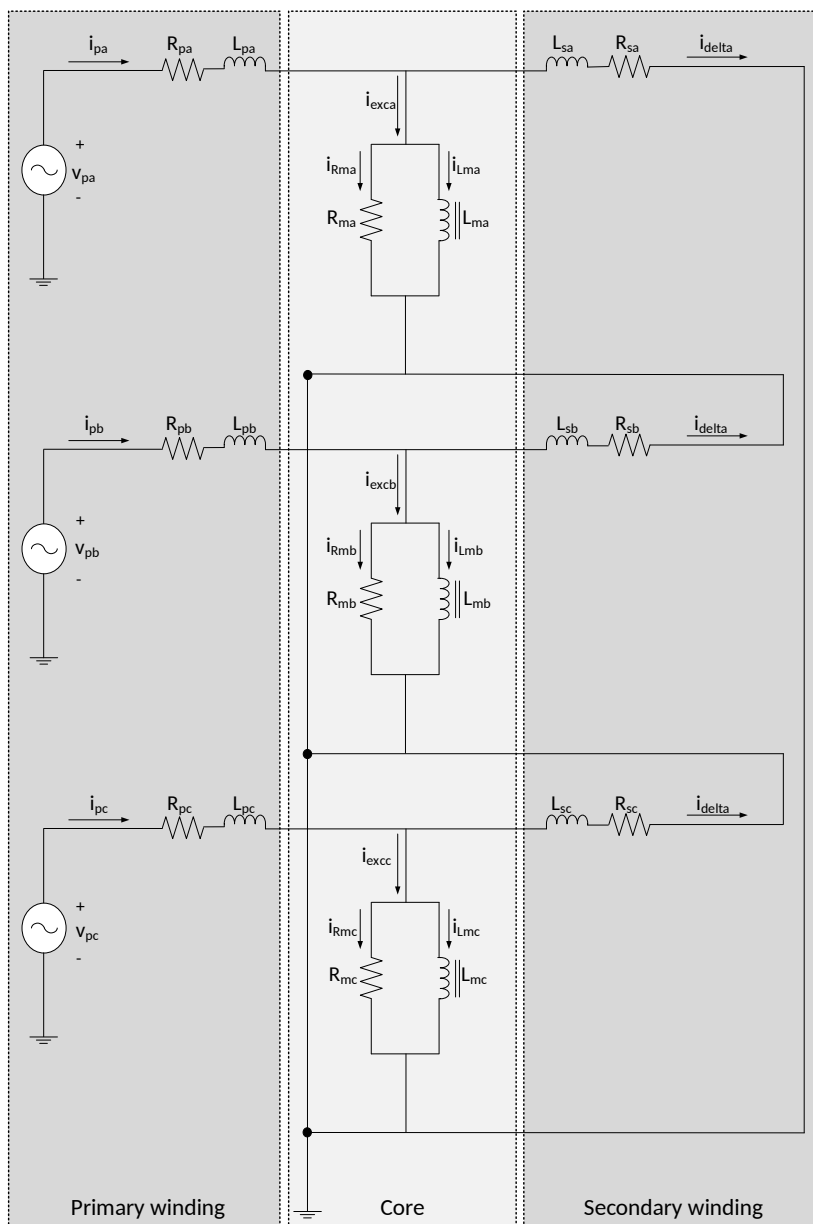 i_pa R_pa L_pa L_sa R_sa i_delta
i_exca
+
v_pa
-
i_Rma i_Lma
R_ma L_ma
i_pb R_pb L_pb L_sb R_sb i_delta
i_excb
+
v_pb
-
i_Rmb i_Lmb
R_mb L_mb
i_pc R_pc L_pc L_sc R_sc i_delta
i_excc
+
v_pc
-
i_Rmc i_Lmc
R_mc L_mc
Primary winding Core Secondary winding